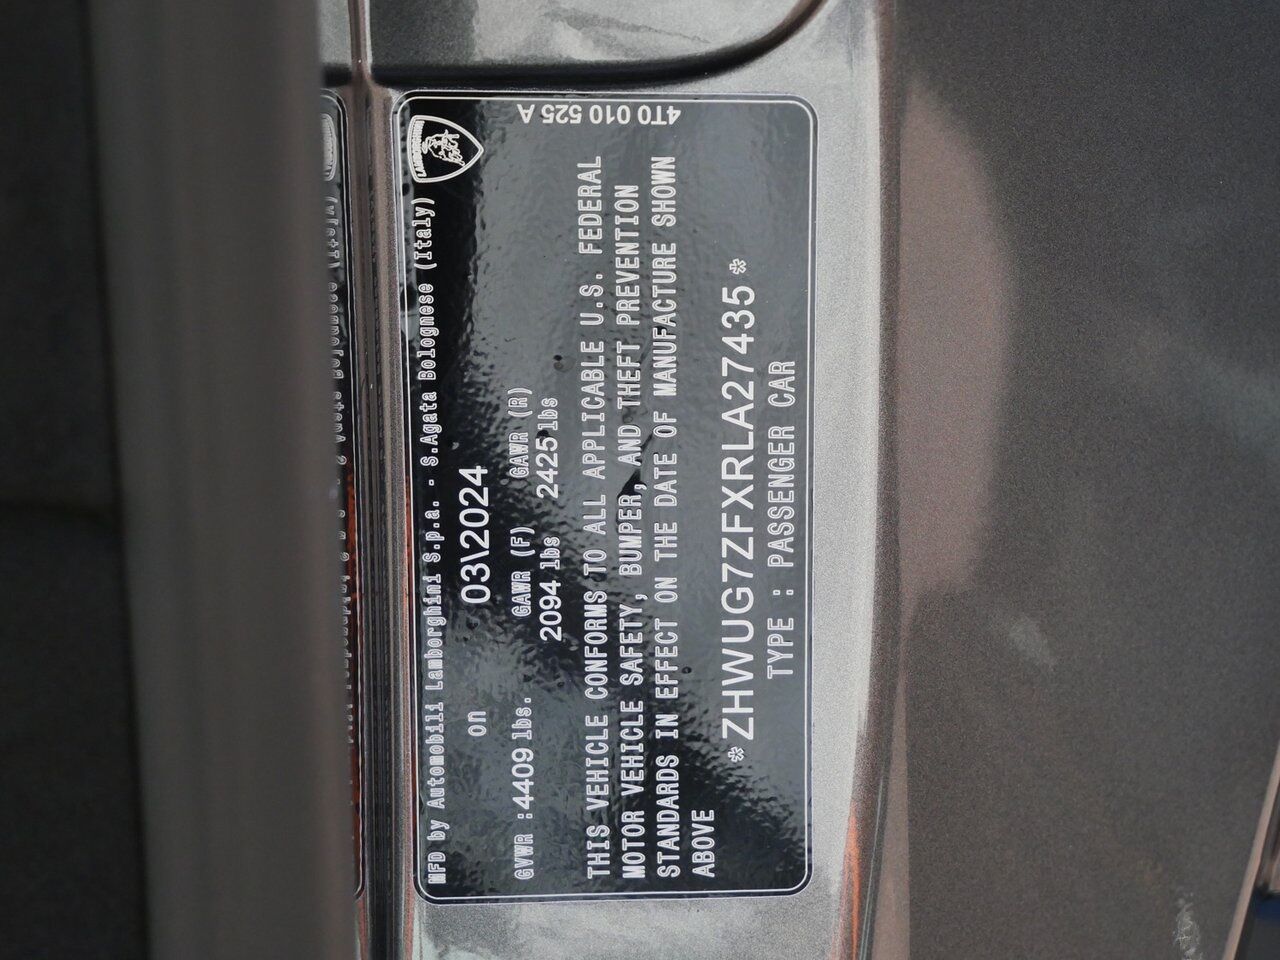 LAMBORGHINI
MFD by Automobili Lamborghini S.p.a. - S.Agata Bolognese (Italy)
on 03\2024
GVWR :4409 lbs. GAWR (F) GAWR (R)
2094 lbs 2425 lbs
THIS VEHICLE CONFORMS TO ALL APPLICABLE U.S. FEDERAL
MOTOR VEHICLE SAFETY, BUMPER, AND THEFT PREVENTION
STANDARDS IN EFFECT ON THE DATE OF MANUFACTURE SHOWN
ABOVE
*ZHWUG7ZFXRLA27435*
TYPE : PASSENGER CAR
4T0 010 525 A